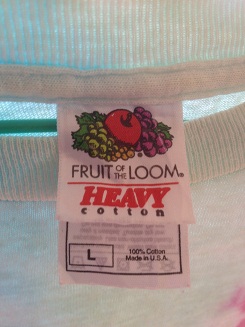 FRUIT OF THE LOOM®
HEAVY
cotton
L
100% Cotton
Made in U.S.A.